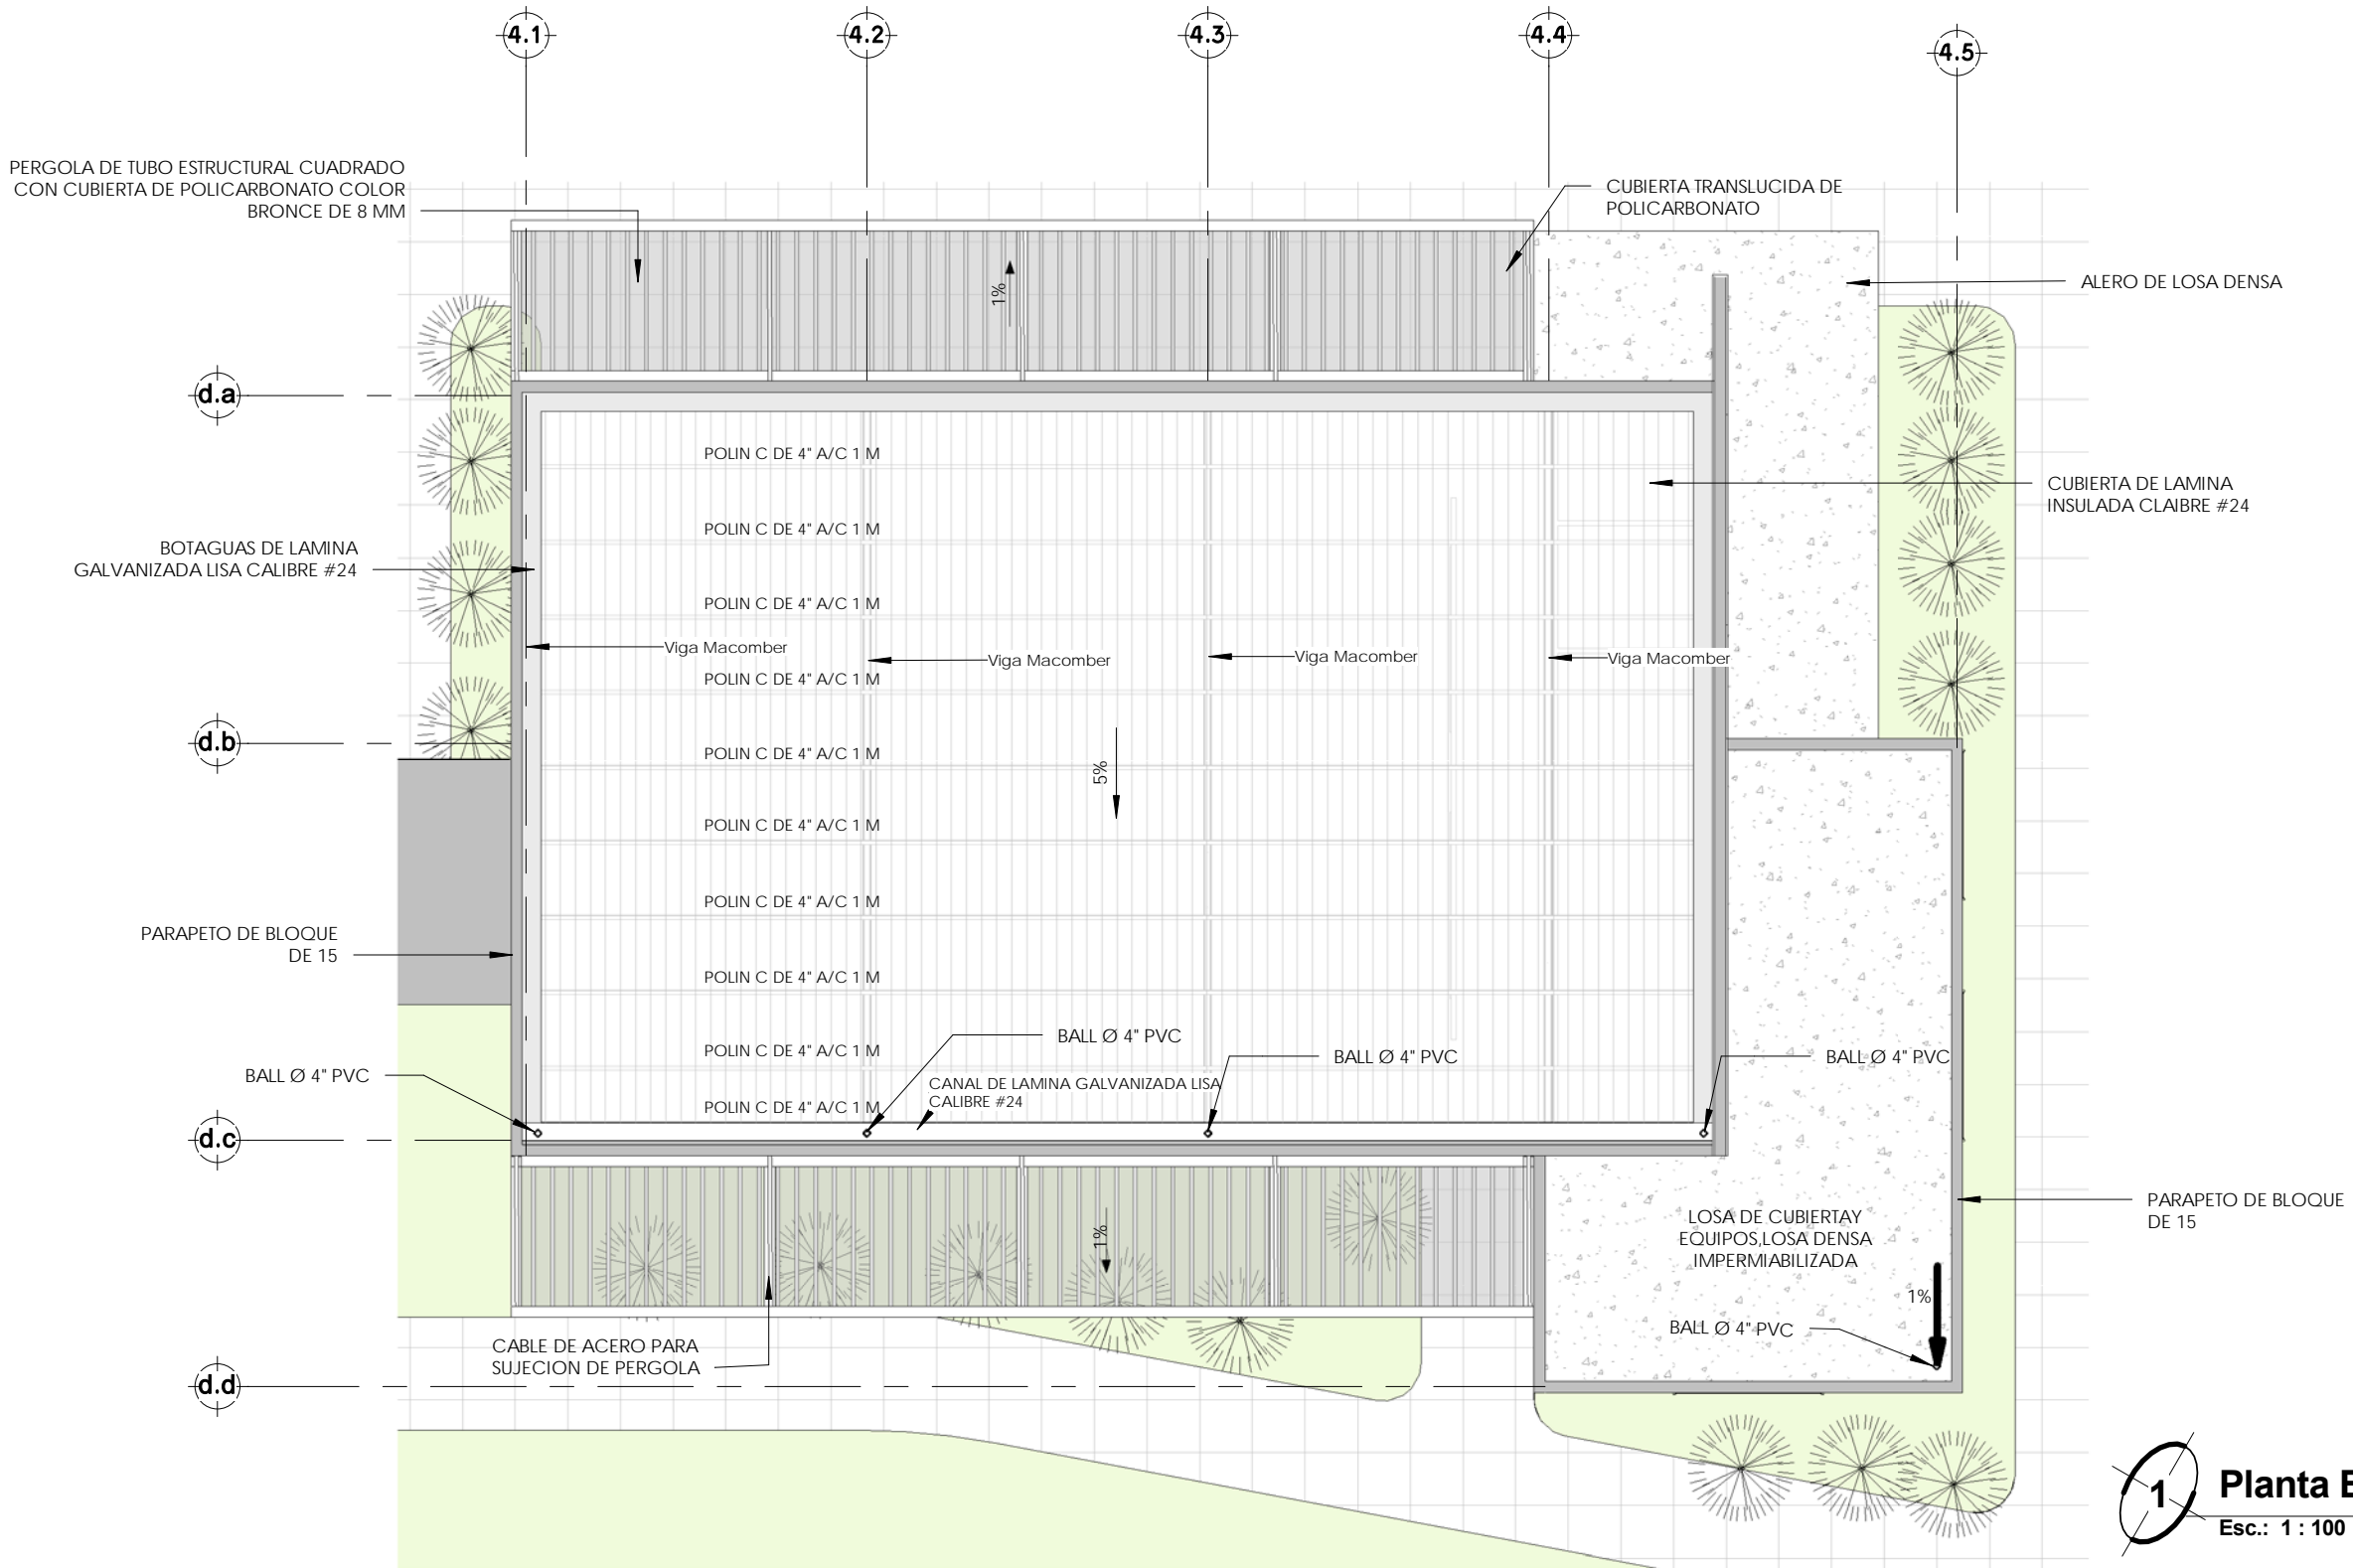 4.1
4.2
4.3
4.4
4.5
PERGOLA DE TUBO ESTRUCTURAL CUADRADO
CON CUBIERTA DE POLICARBONATO COLOR
BRONCE DE 8 MM
CUBIERTA TRANSLUCIDA DE
POLICARBONATO
1%
ALERO DE LOSA DENSA
d.a
POLIN C DE 4" A/C 1 M
CUBIERTA DE LAMINA
INSULADA CLAIBRE #24
POLIN C DE 4" A/C 1 M
BOTAGUAS DE LAMINA
GALVANIZADA LISA CALIBRE #24
POLIN C DE 4" A/C 1 M
Viga Macomber
Viga Macomber
Viga Macomber
Viga Macomber
POLIN C DE 4" A/C 1 M
d.b
POLIN C DE 4" A/C 1 M
5%
POLIN C DE 4" A/C 1 M
POLIN C DE 4" A/C 1 M
PARAPETO DE BLOQUE
DE 15
POLIN C DE 4" A/C 1 M
BALL Ø 4" PVC
POLIN C DE 4" A/C 1 M
BALL Ø 4" PVC
BALL Ø 4" PVC
BALL Ø 4" PVC
CANAL DE LAMINA GALVANIZADA LISA
CALIBRE #24
POLIN C DE 4" A/C 1 M
d.c
PARAPETO DE BLOQUE
DE 15
LOSA DE CUBIERTAY
EQUIPOS,LOSA DENSA
IMPERMIABILIZADA
1%
1%
BALL Ø 4" PVC
CABLE DE ACERO PARA
SUJECION DE PERGOLA
d.d
1
Planta E
Esc.: 1 : 100